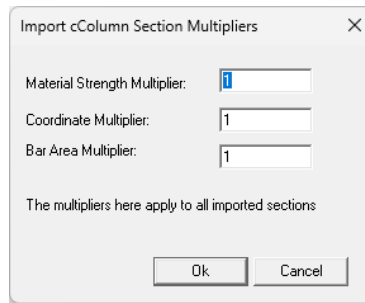 Import cColumn Section Multipliers
Material Strength Multiplier: 1
Coordinate Multiplier: 1
Bar Area Multiplier: 1
The multipliers here apply to all imported sections
Ok Cancel